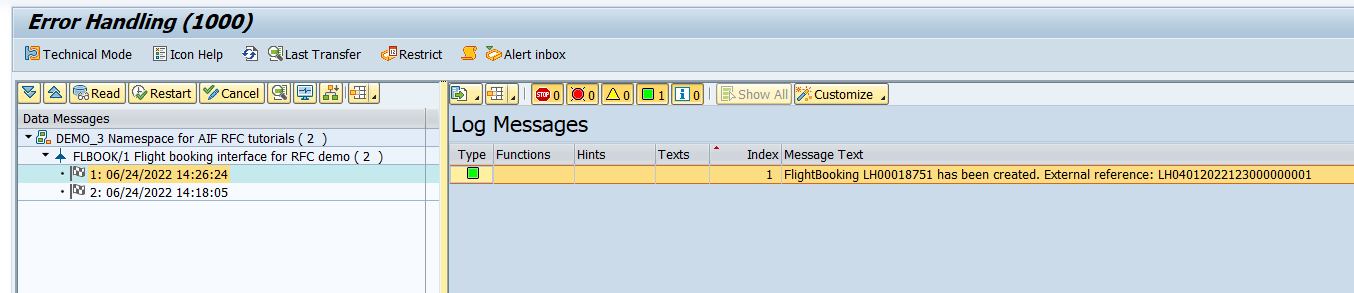 Error Handling (1000)
Technical Mode Icon Help Last Transfer Restrict Alert inbox
Read Restart Cancel
Data Messages
DEMO_3 Namespace for AIF RFC tutorials ( 2 )
FLBOOK/1 Flight booking interface for RFC demo ( 2 )
1: 06/24/2022 14:26:24
2: 06/24/2022 14:18:05
STOP 0 0 0 1 i 0 Show All Customize
Log Messages
Type Functions Hints Texts Index Message Text
1 FlightBooking LH00018751 has been created. External reference: LH04012022123000000001